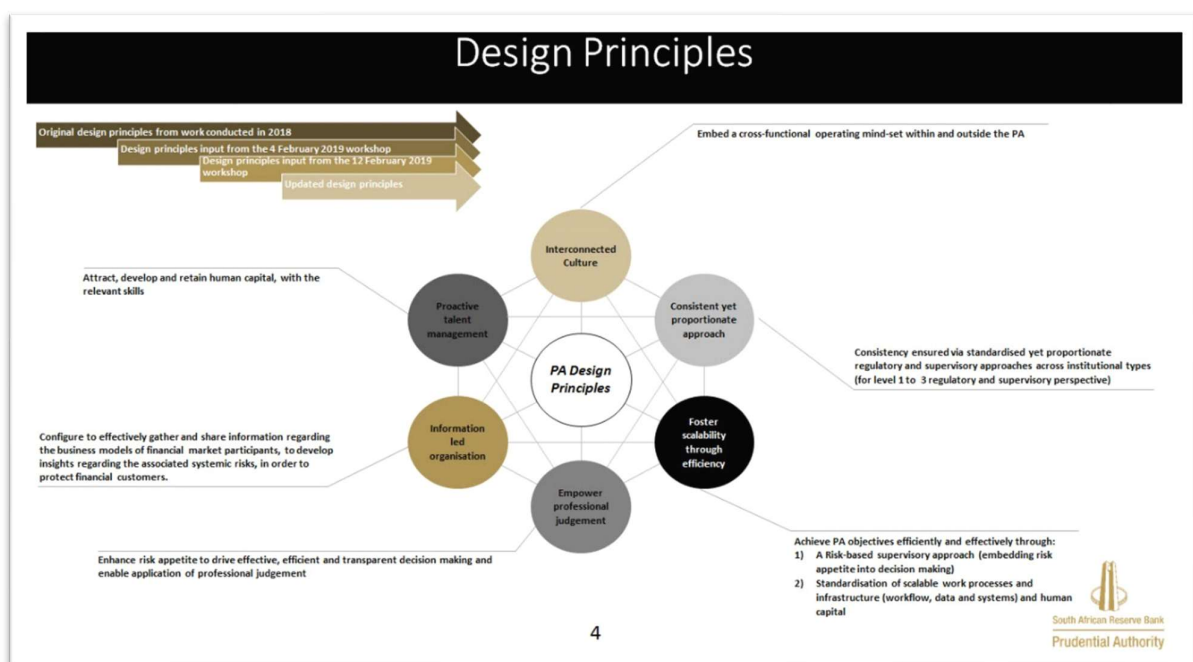 Design Principles
Original design principles from work conducted in 2018
Design principles input from the 4 February 2019 workshop
Design principles input from the 12 February 2019
workshop
Updated design principles
Embed a cross-functional operating mind-set within and outside the PA
Interconnected
Culture
Attract, develop and retain human capital, with the
relevant skills
Proactive
talent
management
Consistent yet
proportionate
approach
Consistency ensured via standardised yet proportionate
regulatory and supervisory approaches across institutional types
(for level 1 to 3 regulatory and supervisory perspective)
PA Design
Principles
Configure to effectively gather and share information regarding
the business models of financial market participants, to develop
insights regarding the associated systemic risks, in order to
protect financial customers.
Information
led
organisation
Foster
scalability
through
efficiency
Empower
professional
judgement
Enhance risk appetite to drive effective, efficient and transparent decision making and
enable application of professional judgement
Achieve PA objectives efficiently and effectively through:
1) A Risk-based supervisory approach (embedding risk
appetite into decision making)
2) Standardisation of scalable work processes and
infrastructure (workflow, data and systems) and human
capital
4
South African Reserve Bank
Prudential Authority